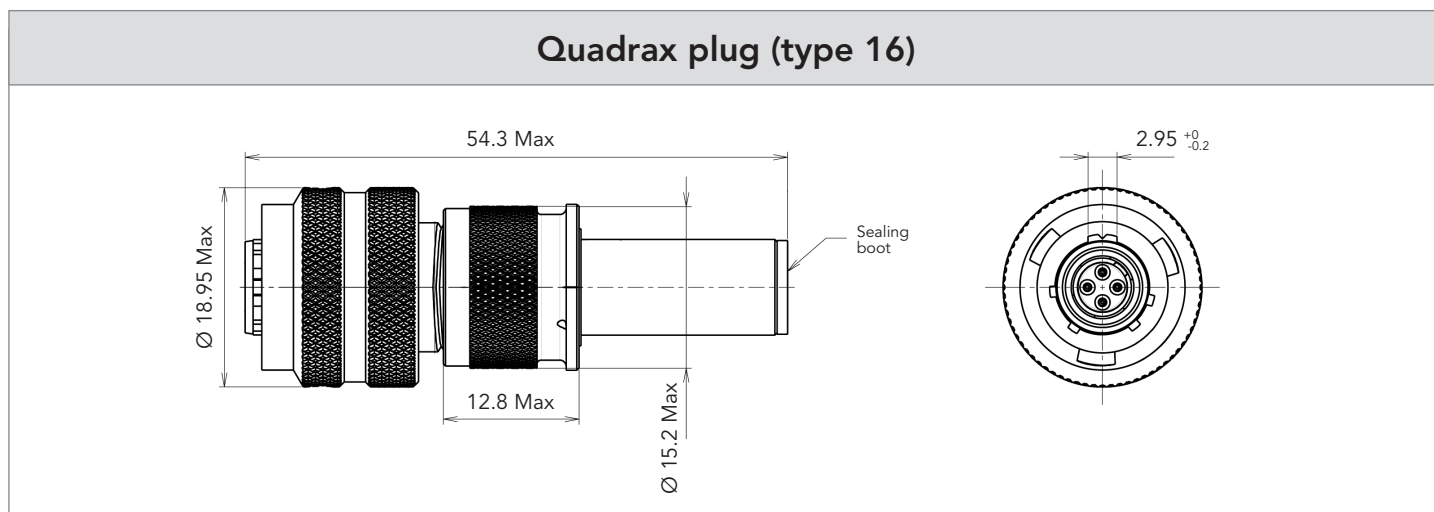 Quadrax plug (type 16)
54.3 Max
2.95 +0 -0.2
Sealing
boot
Ø 18.95 Max
12.8 Max
Ø 15.2 Max